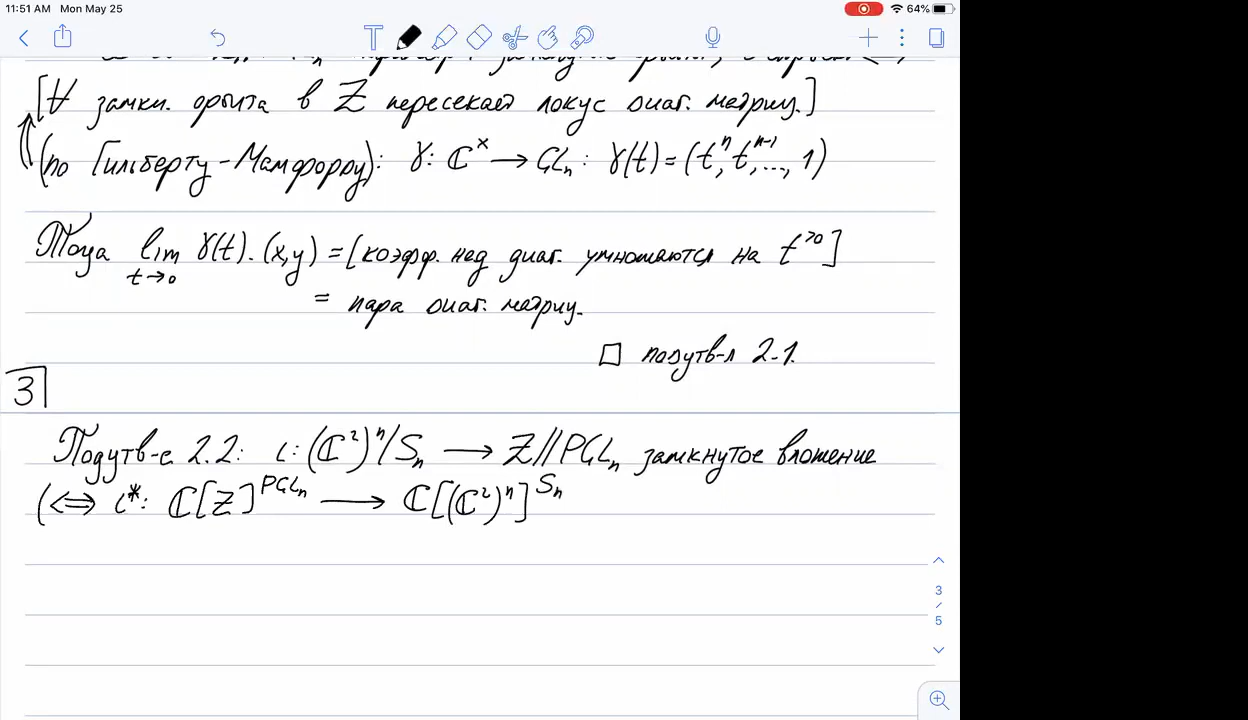 11:51 AM Mon May 25
64%
[∀ замкн. орбита в Z пересекает локус диаг. матриц.]
(по Гильберту-Мамфорду): γ: ℂ^× → GL_n : γ(t) = (t^n, t^{n-1}, ..., 1)
Тогда lim_{t→0} γ(t).(x,y) = [коэфф. над диаг. умножаются на t^{>0}]
= пара диаг. матриц.
□ подутв-я 2.1.
3
Подутв-е 2.2: ι: (ℂ²)^n/S_n → Z//PGL_n замкнутое вложение
(⇔ ι*: ℂ[Z]^{PGL_n} → ℂ[(ℂ²)^n]^{S_n}
3
/
5